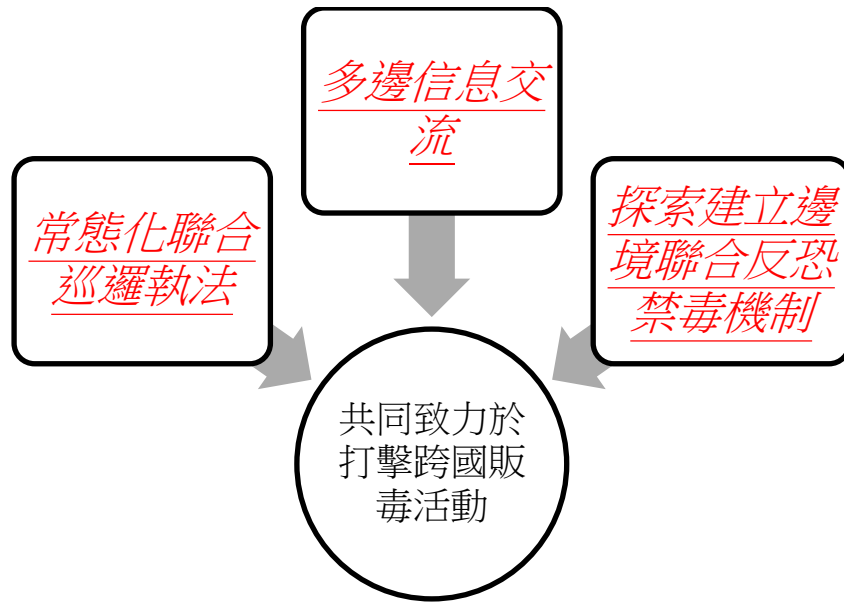 多邊信息交
流
常態化聯合
巡邏執法
探索建立邊
境聯合反恐
禁毒機制
共同致力於
打擊跨國販
毒活動